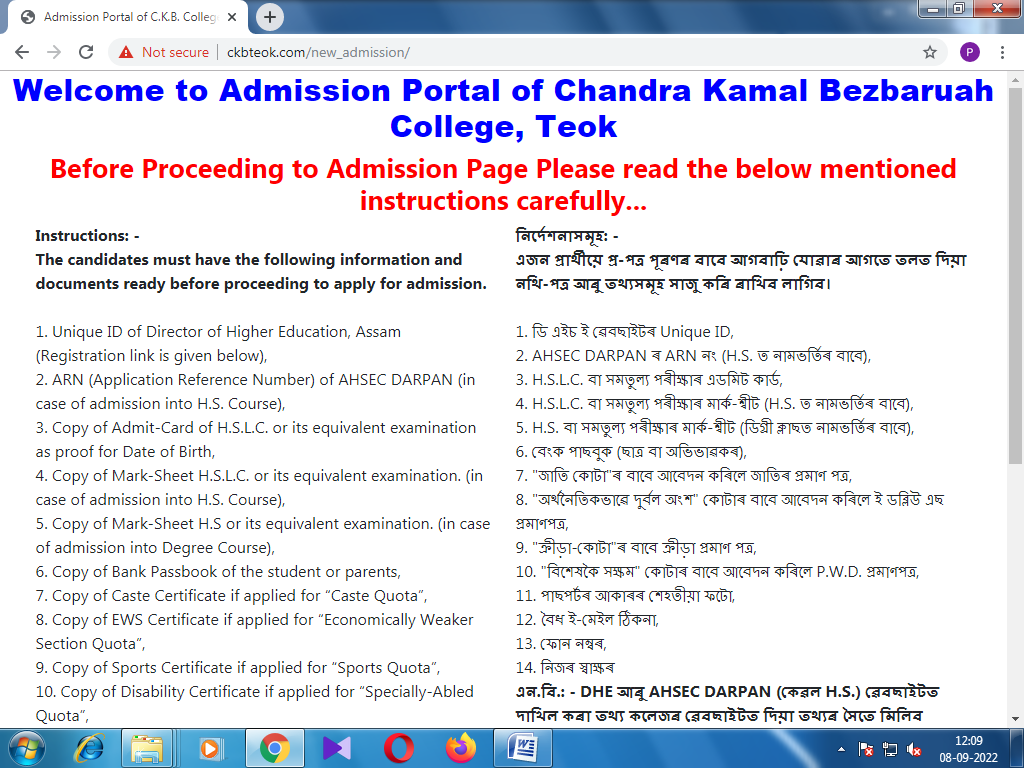 Admission Portal of C.K.B. Colleg
Not secure
ckbteok.com/new_admission/
P
Welcome to Admission Portal of Chandra Kamal Bezbaruah
College, Teok
Before Proceeding to Admission Page Please read the below mentioned
instructions carefully...
Instructions: -
The candidates must have the following information and
documents ready before proceeding to apply for admission.
1. Unique ID of Director of Higher Education, Assam
(Registration link is given below),
2. ARN (Application Reference Number) of AHSEC DARPAN (in
case of admission into H.S. Course),
3. Copy of Admit-Card of H.S.L.C. or its equivalent examination
as proof for Date of Birth,
4. Copy of Mark-Sheet H.S.L.C. or its equivalent examination. (in
case of admission into H.S. Course),
5. Copy of Mark-Sheet H.S or its equivalent examination. (in case
of admission into Degree Course),
6. Copy of Bank Passbook of the student or parents,
7. Copy of Caste Certificate if applied for “Caste Quota”,
8. Copy of EWS Certificate if applied for “Economically Weaker
Section Quota”,
9. Copy of Sports Certificate if applied for “Sports Quota”,
10. Copy of Disability Certificate if applied for “Specially-Abled
Quota”,
নিৰ্দেশনাসমূহ: -
এজন প্ৰাৰ্থীয়ে প্ৰ-পত্ৰ পূৰণৰ বাবে আগবাঢ়ি যোৱাৰ আগতে তলত দিয়া
নথি-পত্ৰ আৰু তথ্যসমূহ সাজু কৰি ৰাখিব লাগিব।
1. ডি এইচ ই ৱেবছাইটৰ Unique ID,
2. AHSEC DARPAN ৰ ARN নং (H.S. ত নামভৰ্তিৰ বাবে),
3. H.S.L.C. বা সমতুল্য পৰীক্ষাৰ এডমিট কাৰ্ড,
4. H.S.L.C. বা সমতুল্য পৰীক্ষাৰ মাৰ্ক-শ্বীট (H.S. ত নামভৰ্তিৰ বাবে),
5. H.S. বা সমতুল্য পৰীক্ষাৰ মাৰ্ক-শ্বীট (ডিগ্ৰী ক্লাছত নামভৰ্তিৰ বাবে),
6. বেংক পাছবুক (ছাত্ৰ বা অভিভাৱকৰ),
7. "জাতি কোটা"ৰ বাবে আবেদন কৰিলে জাতিৰ প্ৰমাণ পত্ৰ,
8. "অৰ্থনৈতিকভাৱে দুৰ্বল অংশ" কোটাৰ বাবে আবেদন কৰিলে ই ডব্লিউ এছ
প্ৰমাণপত্ৰ,
9. "ক্ৰীড়া-কোটা"ৰ বাবে ক্ৰীড়া প্ৰমাণ পত্ৰ,
10. "বিশেষকৈ সক্ষম" কোটাৰ বাবে আবেদন কৰিলে P.W.D. প্ৰমাণপত্ৰ,
11. পাছপৰ্টৰ আকাৰৰ শেহতীয়া ফটো,
12. বৈধ ই-মেইল ঠিকনা,
13. ফোন নম্বৰ,
14. নিজৰ স্বাক্ষৰ
এন.বি.: - DHE আৰু AHSEC DARPAN (কেৱল H.S.) ৱেবছাইটত
দাখিল কৰা তথ্য কলেজৰ ৱেবছাইটত দিয়া তথ্যৰ সৈতে মিলিব
12:09
08-09-2022